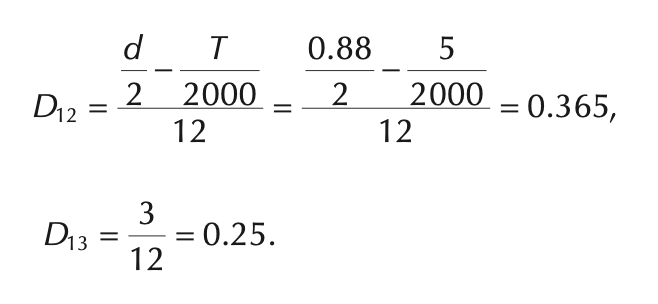 D₁₂ = (d/2 − T/2000)/12 = (0.88/2 − 5/2000)/12 = 0.365,
D₁₃ = 3/12 = 0.25.